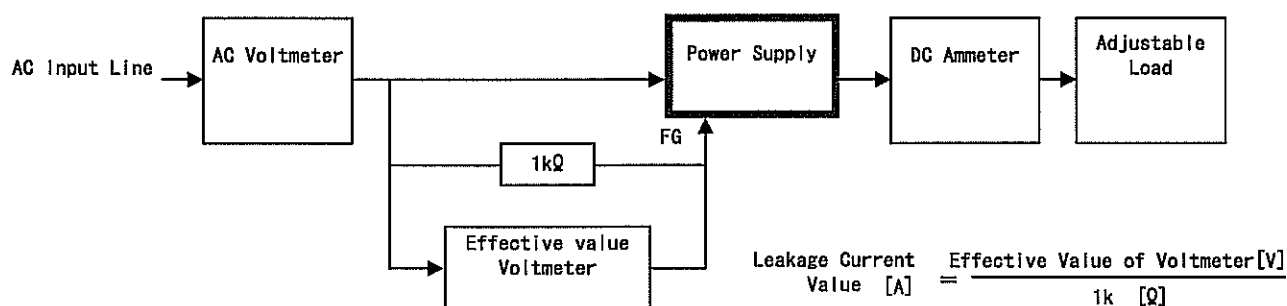 AC Input Line
AC Voltmeter
Power Supply
DC Ammeter
Adjustable
Load
FG
1kΩ
Effective value
Voltmeter
Leakage Current
Value [A]
=
Effective Value of Voltmeter[V]
1k [Ω]